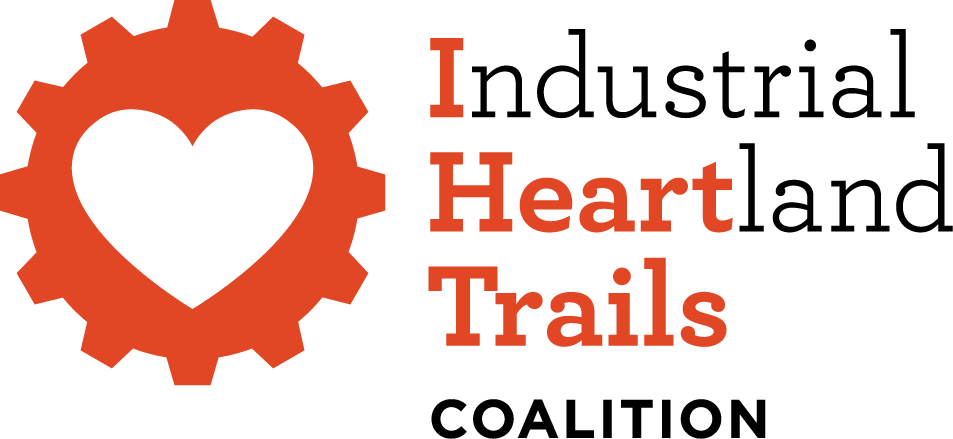 Industrial
Heartland
Trails
COALITION